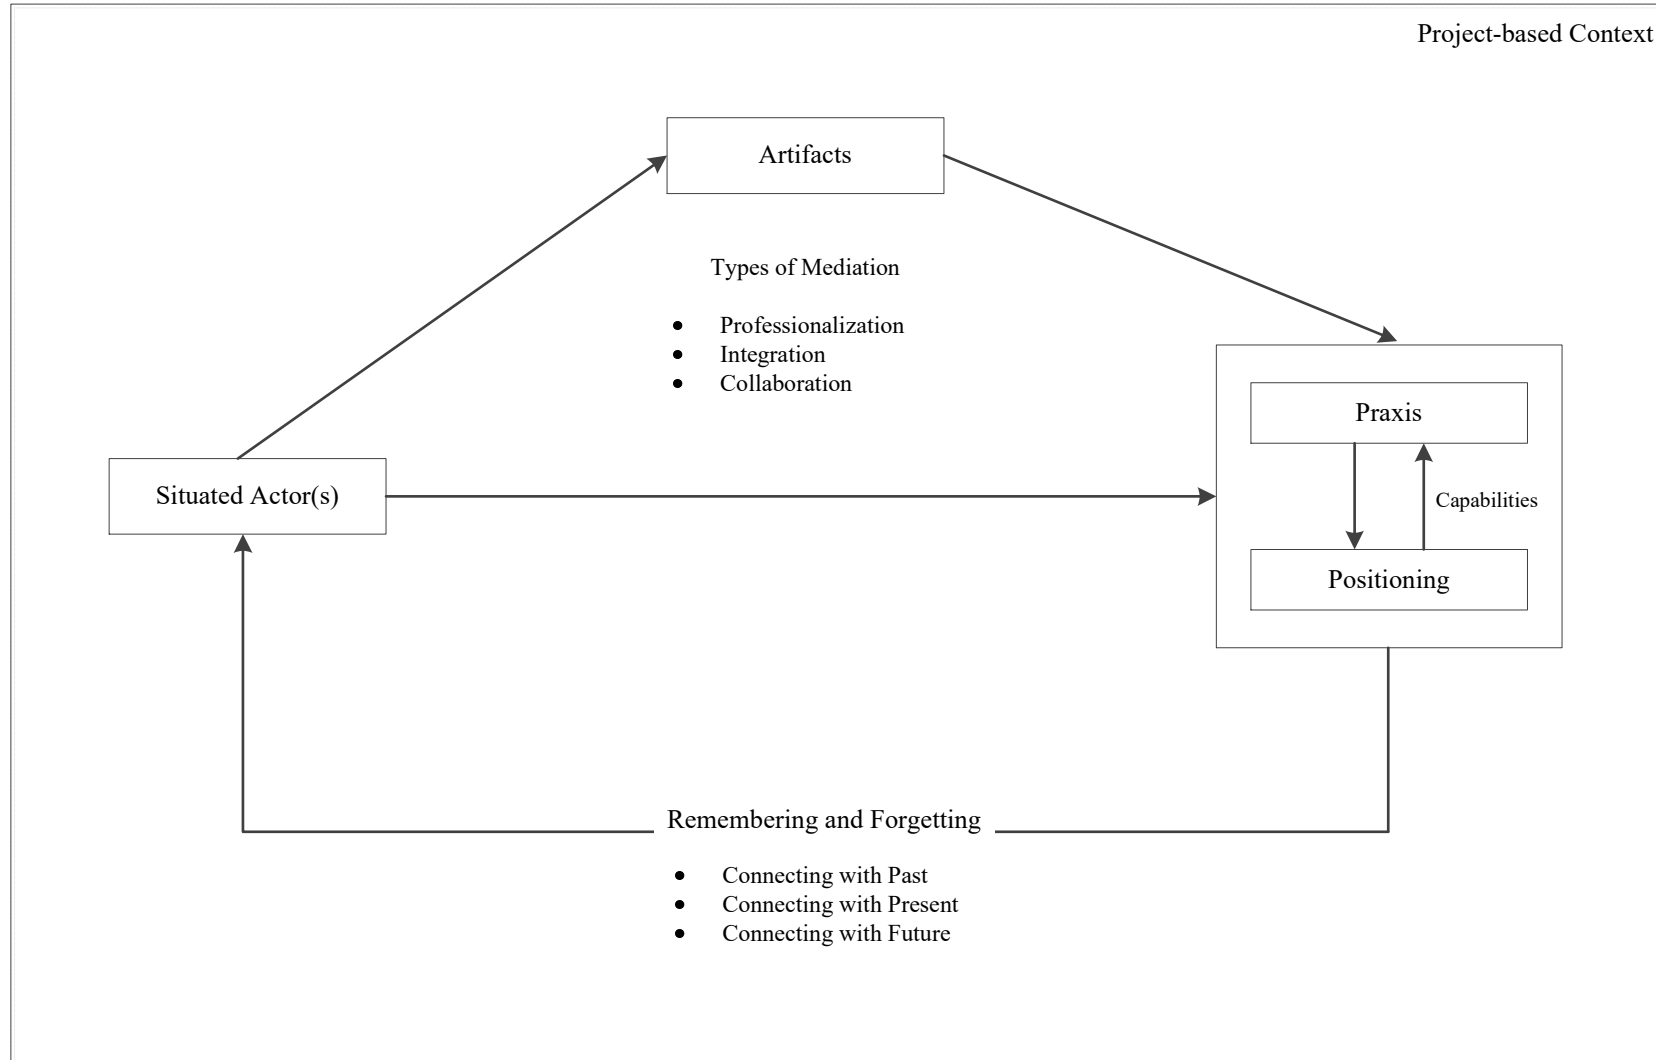 Project-based Context
Artifacts
Types of Mediation
• Professionalization
• Integration
• Collaboration
Situated Actor(s)
Praxis
Capabilities
Positioning
Remembering and Forgetting
• Connecting with Past
• Connecting with Present
• Connecting with Future